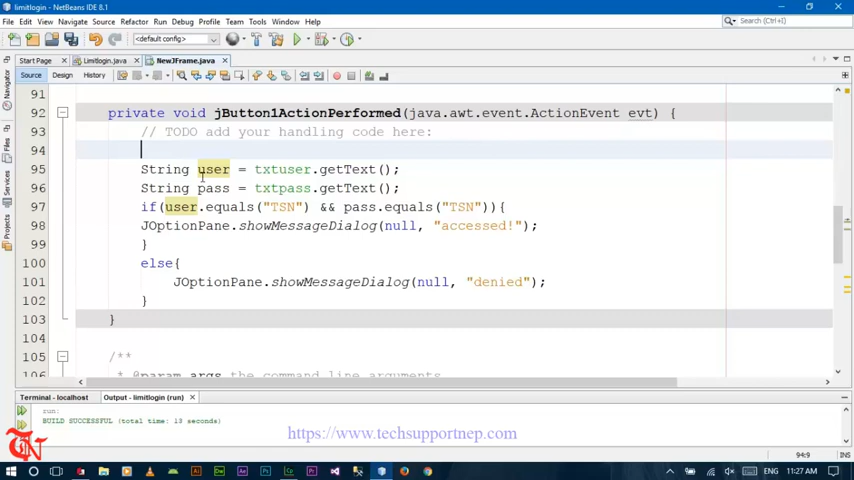 limitlogin - NetBeans IDE 8.1
File Edit View Navigate Source Refactor Run Debug Profile Team Tools Window Help
Search (Ctrl+I)
<default config>
Start Page Limitlogin.java NewJFrame.java
Source Design History
91
92 private void jButton1ActionPerformed(java.awt.event.ActionEvent evt) {
93 // TODO add your handling code here:
94
95 String user = txtuser.getText();
96 String pass = txtpass.getText();
97 if(user.equals("TSN") && pass.equals("TSN")){
98 JOptionPane.showMessageDialog(null, "accessed!");
99 }
100 else{
101 JOptionPane.showMessageDialog(null, "denied");
102 }
103 }
104
105 /**
* @param args the command line arguments
Navigator
Files
Services
Projects
Terminal - localhost Output - limitlogin (run)
run:
BUILD SUCCESSFUL (total time: 13 seconds)
https://www.techsupportnep.com
94:9
ENG 11:27 AM